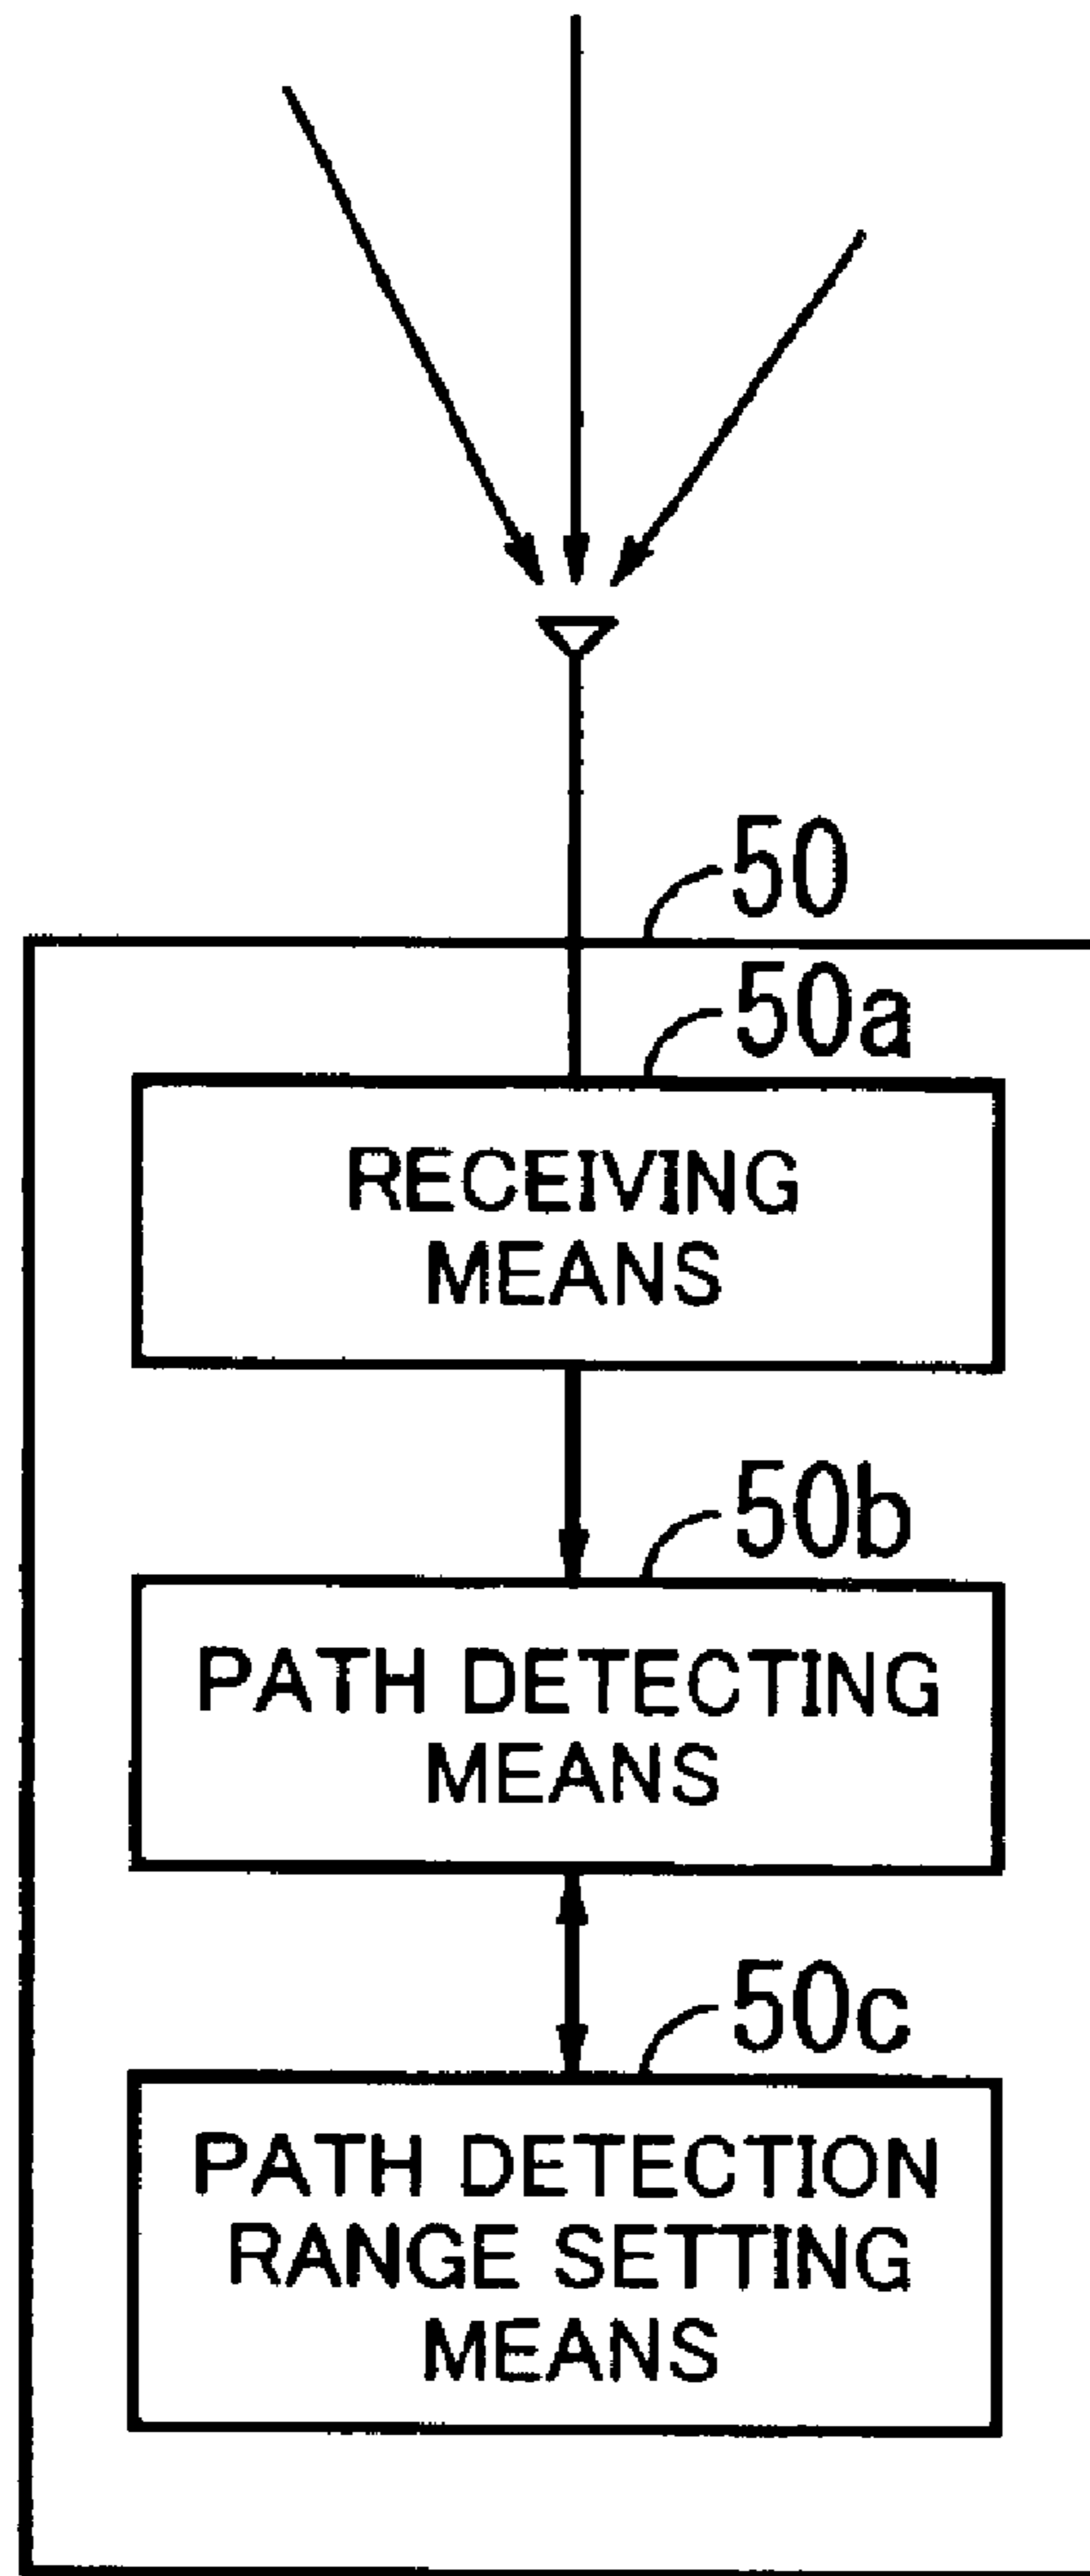 50
50a
RECEIVING
MEANS
50b
PATH DETECTING
MEANS
50c
PATH DETECTION
RANGE SETTING
MEANS